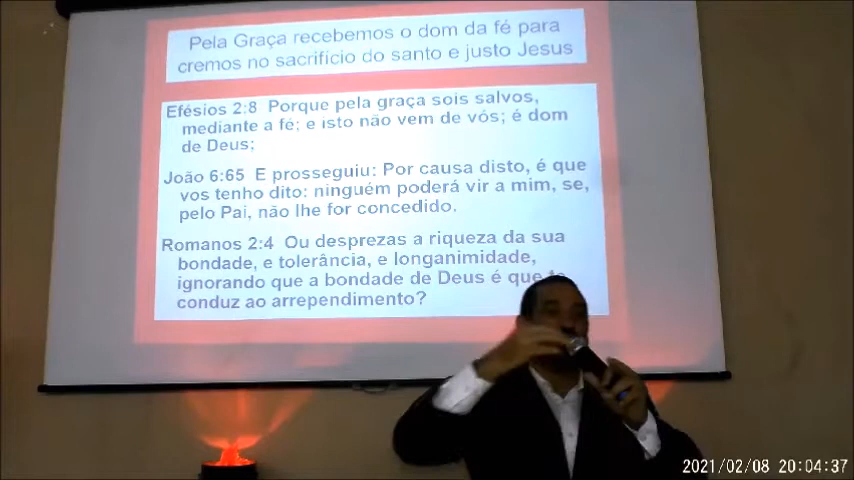 Pela Graça recebemos o dom da fé para
cremos no sacrifício do santo e justo Jesus
Efésios 2:8 Porque pela graça sois salvos,
mediante a fé; e isto não vem de vós; é dom
de Deus;
João 6:65 E prosseguiu: Por causa disto, é que
vos tenho dito: ninguém poderá vir a mim, se,
pelo Pai, não lhe for concedido.
Romanos 2:4 Ou desprezas a riqueza da sua
bondade, e tolerância, e longanimidade,
ignorando que a bondade de Deus é que te
conduz ao arrependimento?
2021/02/08 20:04:37